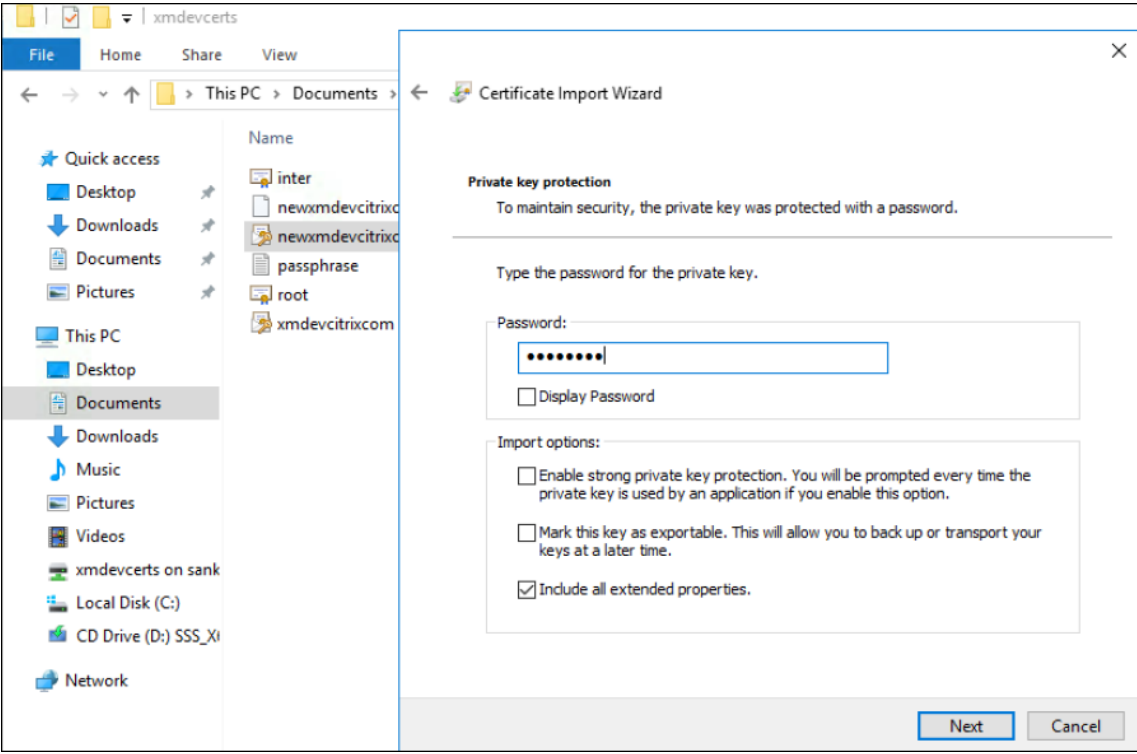 xmdevcerts
File
Home
Share
View
This PC
Documents
Name
Quick access
Desktop
Downloads
Documents
Pictures
This PC
Desktop
Documents
Downloads
Music
Pictures
Videos
xmdevcerts on sank
Local Disk (C:)
CD Drive (D:) SSS_X
Network
inter
newxmdevcitrixc
newxmdevcitrixc
passphrase
root
xmdevcitrixcom
Certificate Import Wizard
Private key protection
To maintain security, the private key was protected with a password.
Type the password for the private key.
Password:
••••••••
Display Password
Import options:
Enable strong private key protection. You will be prompted every time the
private key is used by an application if you enable this option.
Mark this key as exportable. This will allow you to back up or transport your
keys at a later time.
Include all extended properties.
Next
Cancel